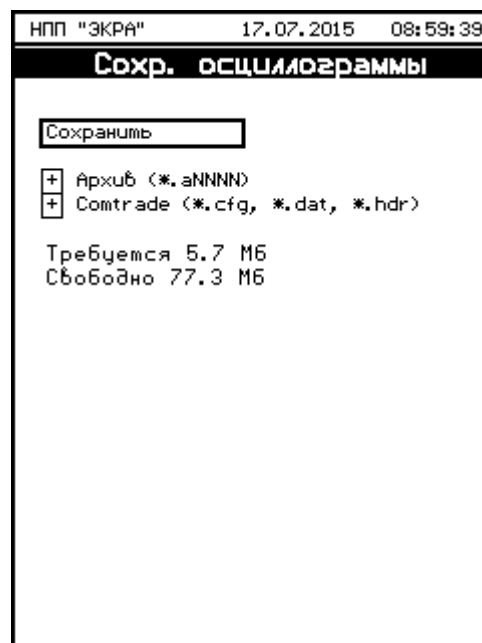 НПП "ЭКРА" 17.07.2015 08:59:39
Сохр. осциллограммы
Сохранить
+ Архив (*.aNNNN)
+ Comtrade (*.cfg, *.dat, *.hdr)
Требуется 5.7 Мб
Свободно 77.3 Мб